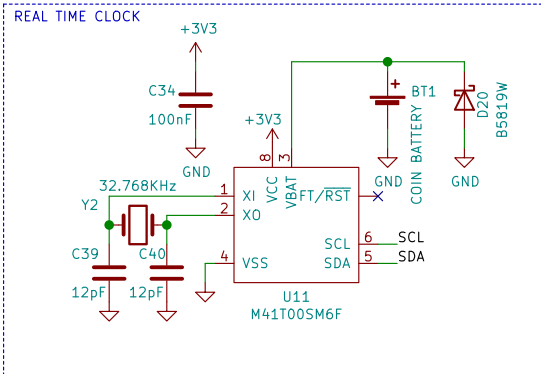 REAL TIME CLOCK
+3V3
C34
100nF
GND
+3V3
8
3
VCC
VBAT
BT1
COIN BATTERY
GND
D20
B5819W
GND
32.768KHz
Y2
1
XI
2
XO
FT/RST
C39
12pF
C40
12pF
4
VSS
SCL
6
SCL
SDA
5
SDA
U11
M41T00SM6F